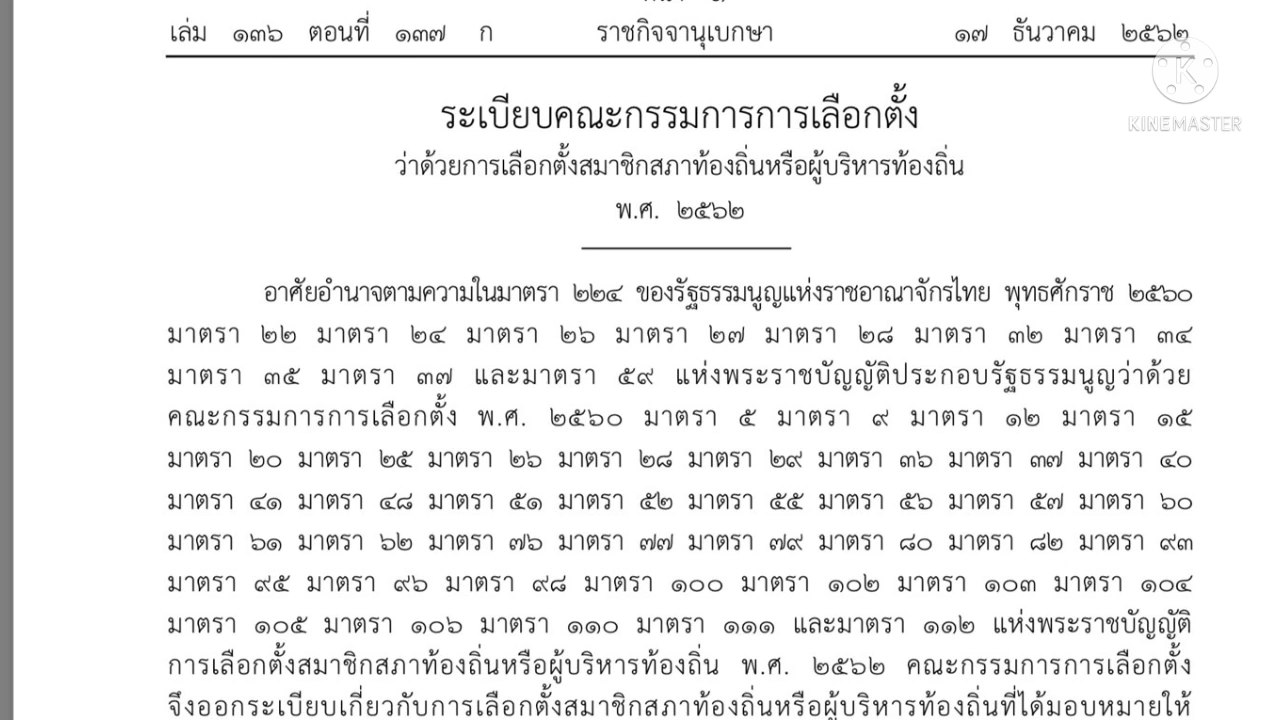 เล่ม ๑๓๖ ตอนที่ ๑๓๗ ก ราชกิจจานุเบกษา ๑๗ ธันวาคม ๒๕๖๒
KINEMASTER
ระเบียบคณะกรรมการการเลือกตั้ง
ว่าด้วยการเลือกตั้งสมาชิกสภาท้องถิ่นหรือผู้บริหารท้องถิ่น
พ.ศ. ๒๕๖๒
อาศัยอำนาจตามความในมาตรา ๒๒๔ ของรัฐธรรมนูญแห่งราชอาณาจักรไทย พุทธศักราช ๒๕๖๐
มาตรา ๒๒ มาตรา ๒๔ มาตรา ๒๖ มาตรา ๒๗ มาตรา ๒๘ มาตรา ๓๒ มาตรา ๓๔
มาตรา ๓๕ มาตรา ๓๗ และมาตรา ๕๙ แห่งพระราชบัญญัติประกอบรัฐธรรมนูญว่าด้วย
คณะกรรมการการเลือกตั้ง พ.ศ. ๒๕๖๐ มาตรา ๕ มาตรา ๙ มาตรา ๑๒ มาตรา ๑๕
มาตรา ๒๐ มาตรา ๒๕ มาตรา ๒๖ มาตรา ๒๘ มาตรา ๒๙ มาตรา ๓๖ มาตรา ๓๗ มาตรา ๔๐
มาตรา ๔๑ มาตรา ๔๘ มาตรา ๕๑ มาตรา ๕๒ มาตรา ๕๕ มาตรา ๕๖ มาตรา ๕๗ มาตรา ๖๐
มาตรา ๖๑ มาตรา ๖๒ มาตรา ๗๖ มาตรา ๗๗ มาตรา ๗๙ มาตรา ๘๐ มาตรา ๘๒ มาตรา ๙๓
มาตรา ๙๕ มาตรา ๙๖ มาตรา ๙๘ มาตรา ๑๐๐ มาตรา ๑๐๒ มาตรา ๑๐๓ มาตรา ๑๐๔
มาตรา ๑๐๕ มาตรา ๑๐๖ มาตรา ๑๑๐ มาตรา ๑๑๑ และมาตรา ๑๑๒ แห่งพระราชบัญญัติ
การเลือกตั้งสมาชิกสภาท้องถิ่นหรือผู้บริหารท้องถิ่น พ.ศ. ๒๕๖๒ คณะกรรมการการเลือกตั้ง
จึงออกระเบียบเกี่ยวกับการเลือกตั้งสมาชิกสภาท้องถิ่นหรือผู้บริหารท้องถิ่นที่ได้มอบหมายให้